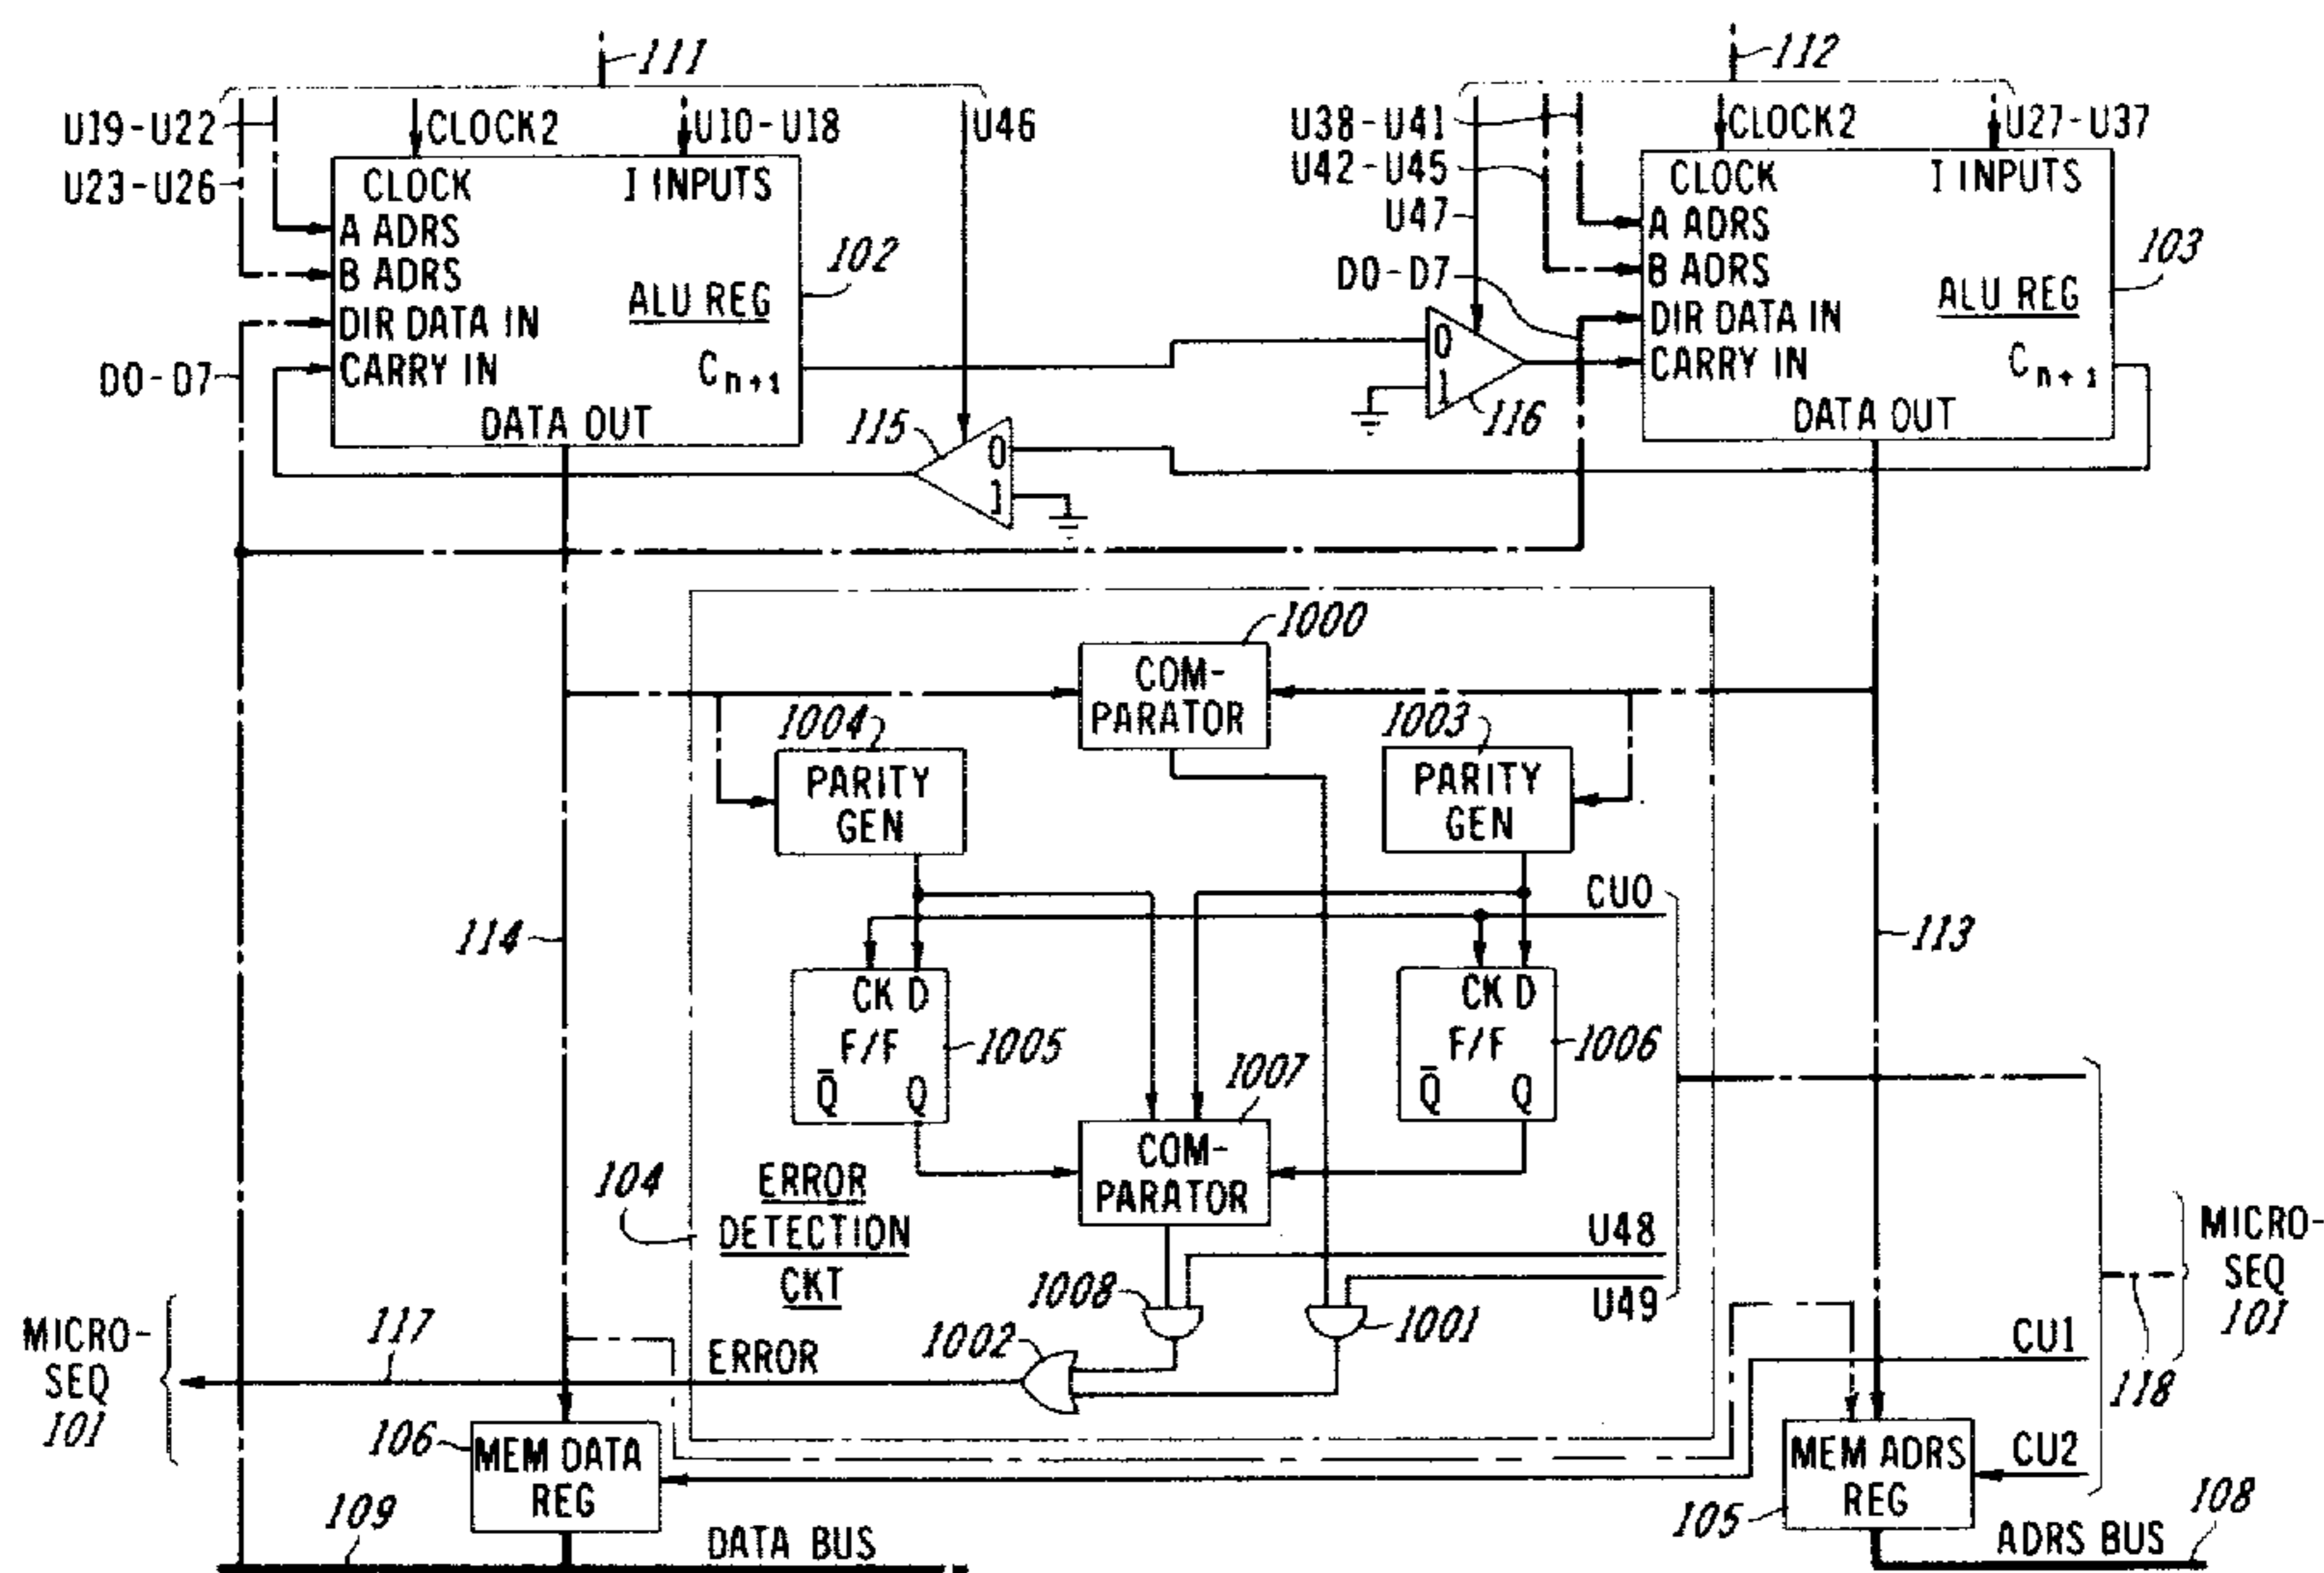 111
112
U19-U22
CLOCK2
U10-U18
U46
U38-U41
CLOCK2
U27-U37
U23-U26
U42-U45
U47
CLOCK
I INPUTS
A ADRS
B ADRS
DIR DATA IN
CARRY IN
ALU REG
Cn+1
DATA OUT
102
D0-D7
D0-D7
CLOCK
I INPUTS
A ADRS
B ADRS
DIR DATA IN
CARRY IN
ALU REG
Cn+1
DATA OUT
103
0
1
116
115
0
1
1000
COM-
PARATOR
1004
PARITY
GEN
1003
PARITY
GEN
CU0
114
113
CK D
F/F
Q̅ Q
1005
CK D
F/F
Q̅ Q
1006
1007
COM-
PARATOR
104
ERROR
DETECTION
CKT
U48
U49
1008
1001
1002
ERROR
MICRO-
SEQ
101
117
MICRO-
SEQ
101
118
CU1
CU2
106
MEM DATA
REG
105
MEM ADRS
REG
109
DATA BUS
108
ADRS BUS